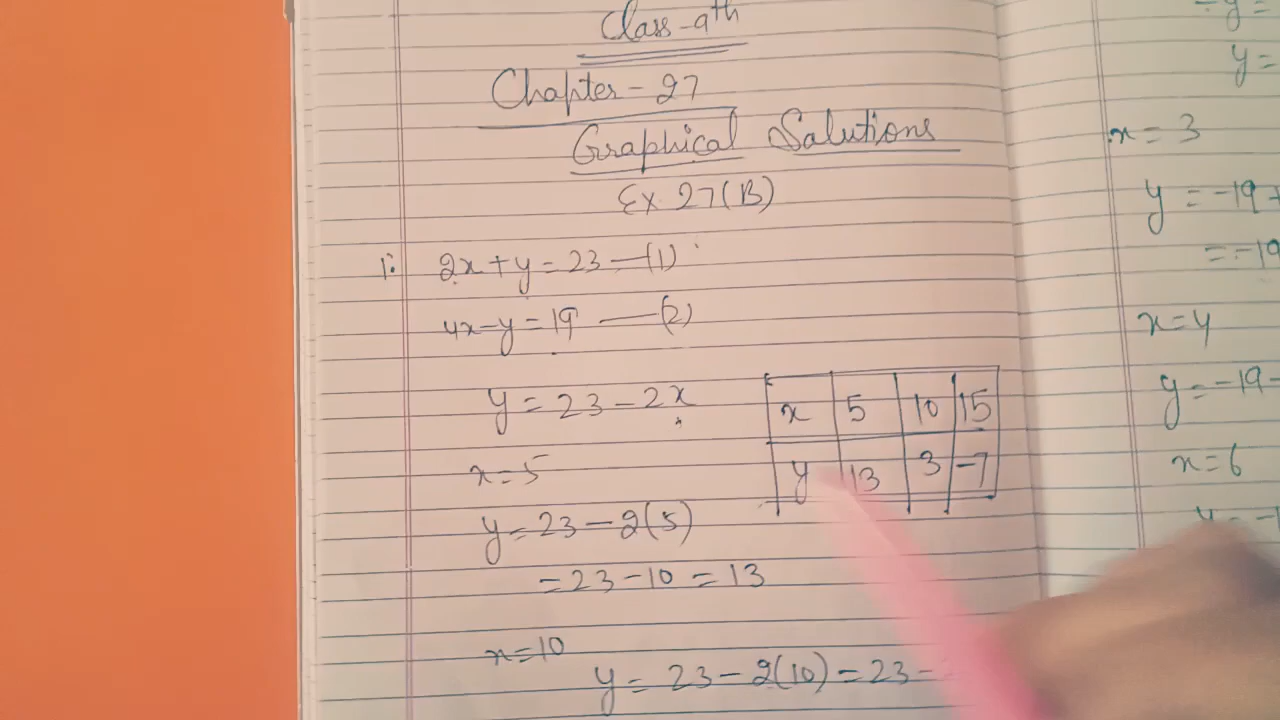 Class-9th
Chapter-27
Graphical Solutions
Ex 27(B)
1: 2x+y=23—(1)
4x-y=19 —(2)
y=23-2x
x 5 10 15
y 13 3 -7
x=5
y=23-2(5)
=23-10=13
x=10
y=23-2(10)=23-
y=
x=3
y=-19+
=-19
x=4
y=-19-
x=6